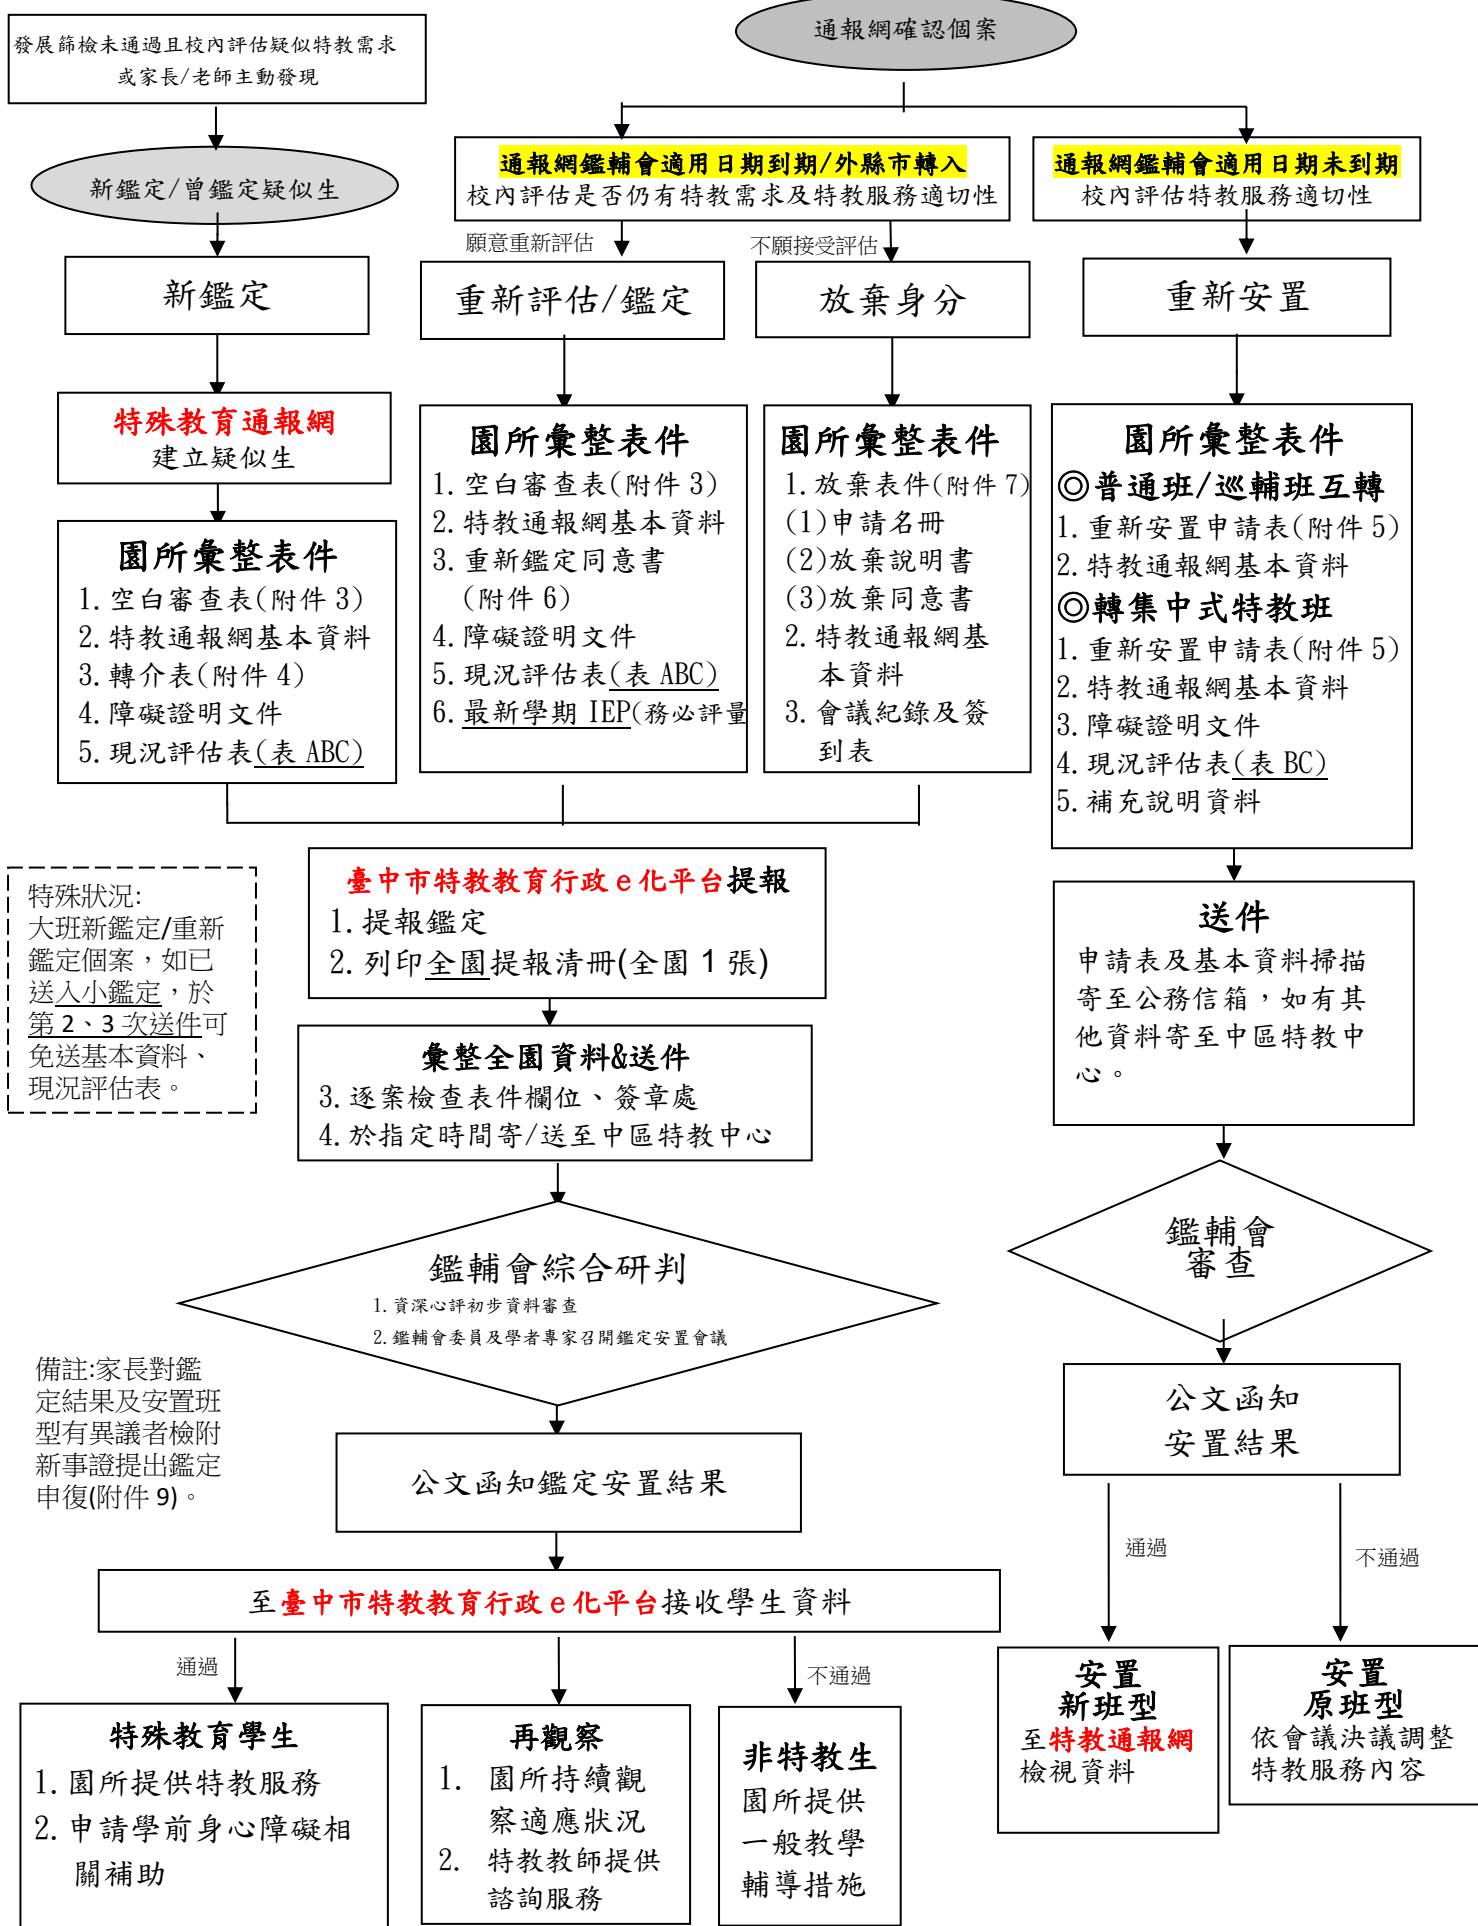 發展篩檢未通過且校內評估疑似特教需求
或家長/老師主動發現
新鑑定/曾鑑定疑似生
新鑑定
特殊教育通報網
建立疑似生
園所彙整表件
1.空白審查表(附件 3)
2.特教通報網基本資料
3.轉介表(附件 4)
4.障礙證明文件
5.現況評估表(表 ABC)
通報網確認個案
通報網鑑輔會適用日期到期/外縣市轉入
校內評估是否仍有特教需求及特教服務適切性
願意重新評估
不願接受評估
重新評估/鑑定
園所彙整表件
1.空白審查表(附件 3)
2.特教通報網基本資料
3.重新鑑定同意書
(附件 6)
4.障礙證明文件
5.現況評估表(表 ABC)
6.最新學期 IEP(務必評量
放棄身分
園所彙整表件
1.放棄表件(附件 7)
(1)申請名冊
(2)放棄說明書
(3)放棄同意書
2.特教通報網基
本資料
3.會議紀錄及簽
到表
通報網鑑輔會適用日期未到期
校內評估特教服務適切性
重新安置
園所彙整表件
◎普通班/巡輔班互轉
1.重新安置申請表(附件 5)
2.特教通報網基本資料
◎轉集中式特教班
1.重新安置申請表(附件 5)
2.特教通報網基本資料
3.障礙證明文件
4.現況評估表(表 BC)
5.補充說明資料
特殊狀況:
大班新鑑定/重新
鑑定個案，如已
送入小鑑定，於
第 2、3 次送件可
免送基本資料、
現況評估表。
臺中市特教教育行政 e 化平台提報
1.提報鑑定
2.列印全園提報清冊(全園 1 張)
彙整全園資料&送件
3.逐案檢查表件欄位、簽章處
4.於指定時間寄/送至中區特教中心
鑑輔會綜合研判
1.資深心評初步資料審查
2.鑑輔會委員及學者專家召開鑑定安置會議
備註:家長對鑑
定結果及安置班
型有異議者檢附
新事證提出鑑定
申復(附件 9)。
公文函知鑑定安置結果
至臺中市特教教育行政 e 化平台接收學生資料
通過
不通過
特殊教育學生
1.園所提供特教服務
2.申請學前身心障礙相
關補助
再觀察
1. 園所持續觀
察適應狀況
2. 特教教師提供
諮詢服務
非特教生
園所提供
一般教學
輔導措施
送件
申請表及基本資料掃描
寄至公務信箱，如有其
他資料寄至中區特教中
心。
鑑輔會
審查
公文函知
安置結果
通過
不通過
安置
新班型
至特教通報網
檢視資料
安置
原班型
依會議決議調整
特教服務內容